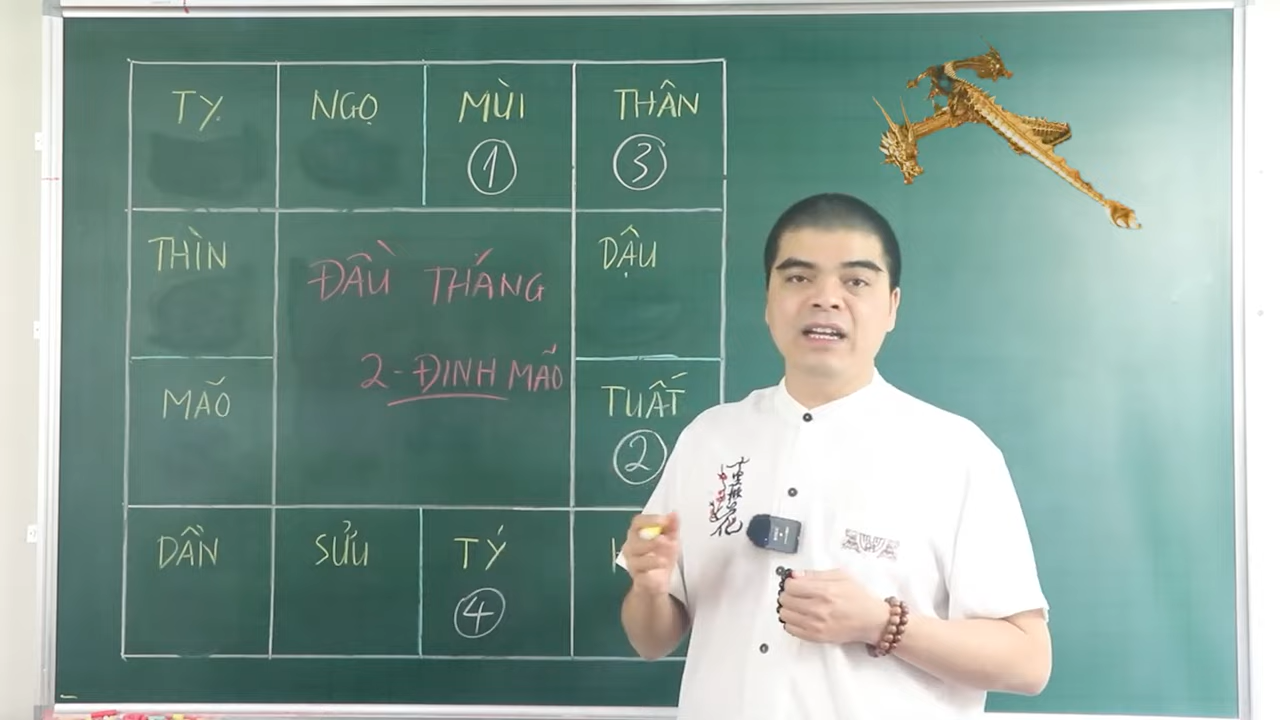 TỴ NGỌ MÙI THÂN
① ③
THÌN DẬU
ĐẦU THÁNG
2 - ĐINH MÃO
MÃO TUẤT
②
DẦN SỬU TÝ
④